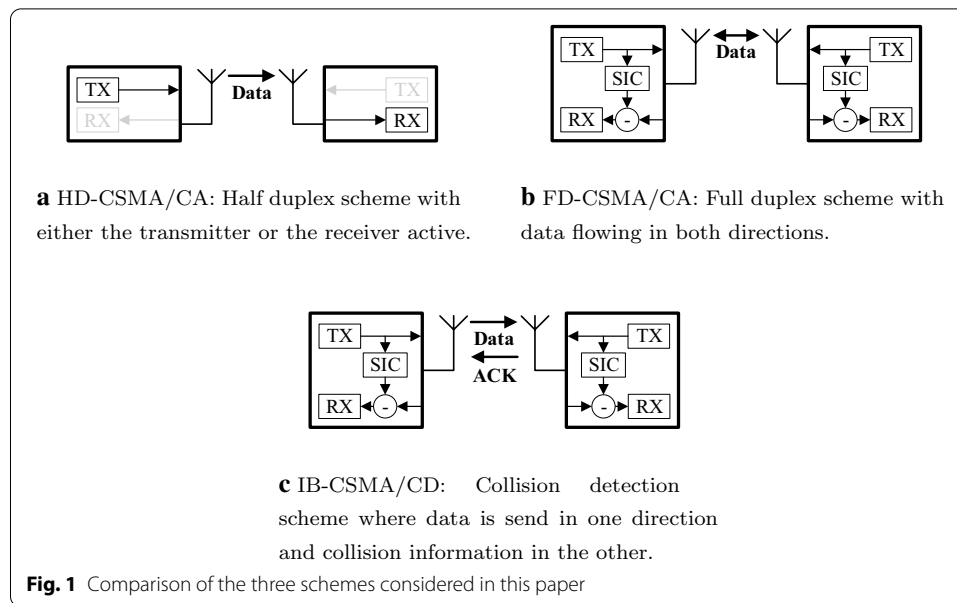 TX
RX
Data
TX
RX
a HD-CSMA/CA: Half duplex scheme with
either the transmitter or the receiver active.
TX
SIC
RX
-
Data
TX
SIC
-
RX
b FD-CSMA/CA: Full duplex scheme with
data flowing in both directions.
TX
SIC
RX
-
Data
ACK
TX
SIC
-
RX
c IB-CSMA/CD: Collision detection
scheme where data is send in one direction
and collision information in the other.
Fig. 1 Comparison of the three schemes considered in this paper